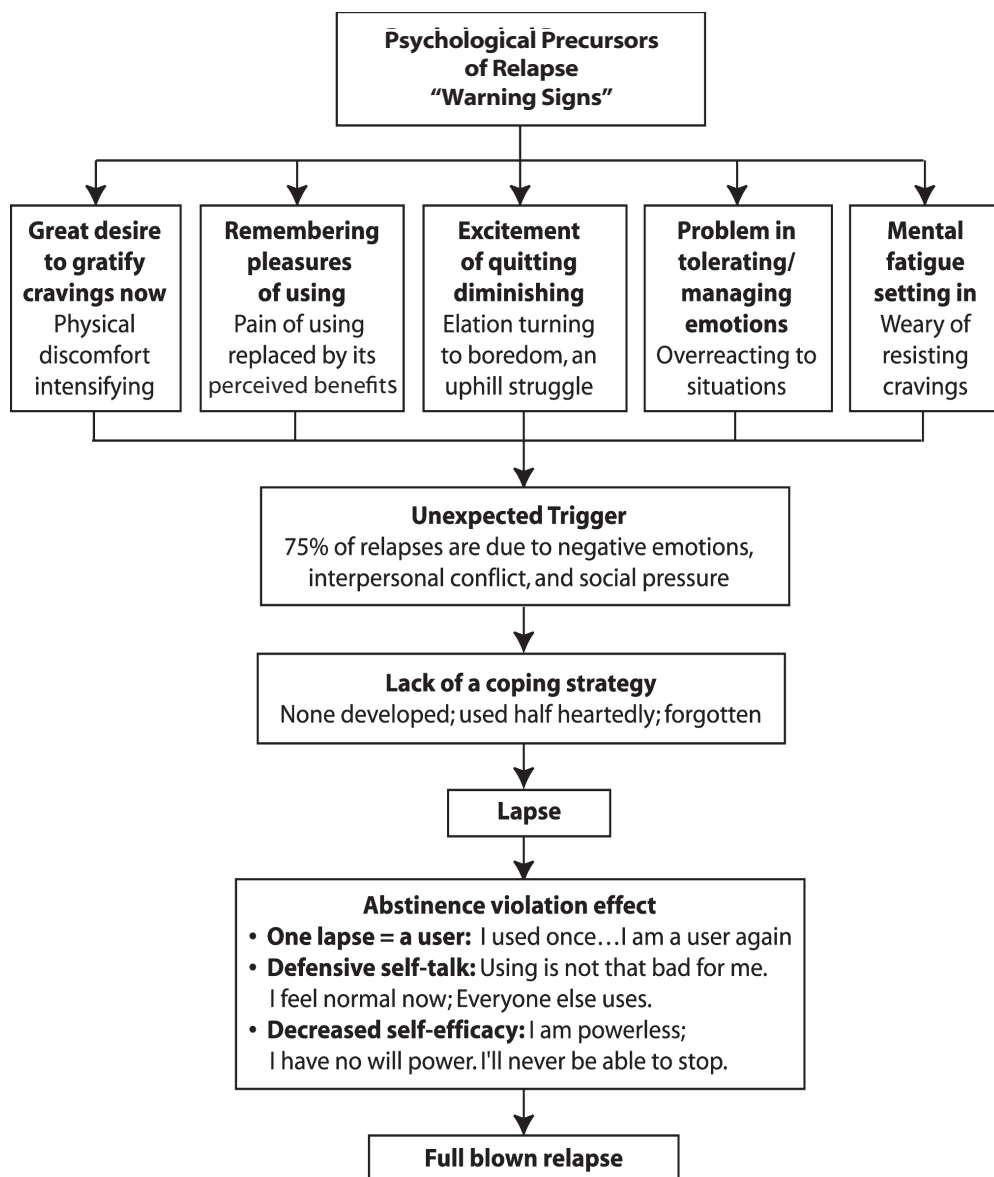 Psychological Precursors
of Relapse
“Warning Signs”
Great desire
to gratify
cravings now
Physical
discomfort
intensifying
Remembering
pleasures
of using
Pain of using
replaced by its
perceived benefits
Excitement
of quitting
diminishing
Elation turning
to boredom, an
uphill struggle
Problem in
tolerating/
managing
emotions
Overreacting to
situations
Mental
fatigue
setting in
Weary of
resisting
cravings
Unexpected Trigger
75% of relapses are due to negative emotions,
interpersonal conflict, and social pressure
Lack of a coping strategy
None developed; used half heartedly; forgotten
Lapse
Abstinence violation effect
• One lapse = a user: I used once...I am a user again
• Defensive self-talk: Using is not that bad for me.
I feel normal now; Everyone else uses.
• Decreased self-efficacy: I am powerless;
I have no will power. I'll never be able to stop.
Full blown relapse